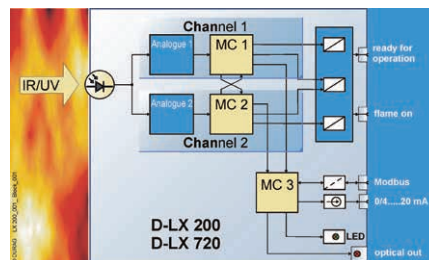 Channel 1
Analogue 1
MC 1
ready for
operation
IR/UV
Analogue 2
MC 2
flame on
Channel 2
MC 3
Modbus
0/4.....20 mA
D-LX 200
D-LX 720
LED
optical out